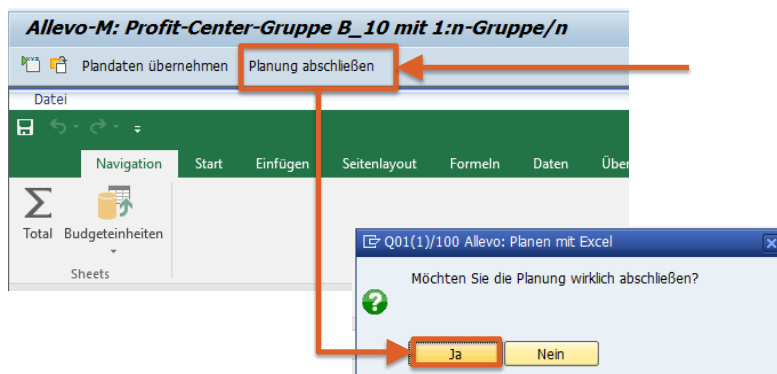 Allevo-M: Profit-Center-Gruppe B_10 mit 1:n-Gruppe/n
Plandaten übernehmen Planung abschließen
Datei
Navigation Start Einfügen Seitenlayout Formeln Daten Über
Total Budgeteinheiten
Sheets
Q01(1)/100 Allevo: Planen mit Excel
Möchten Sie die Planung wirklich abschließen?
Ja Nein